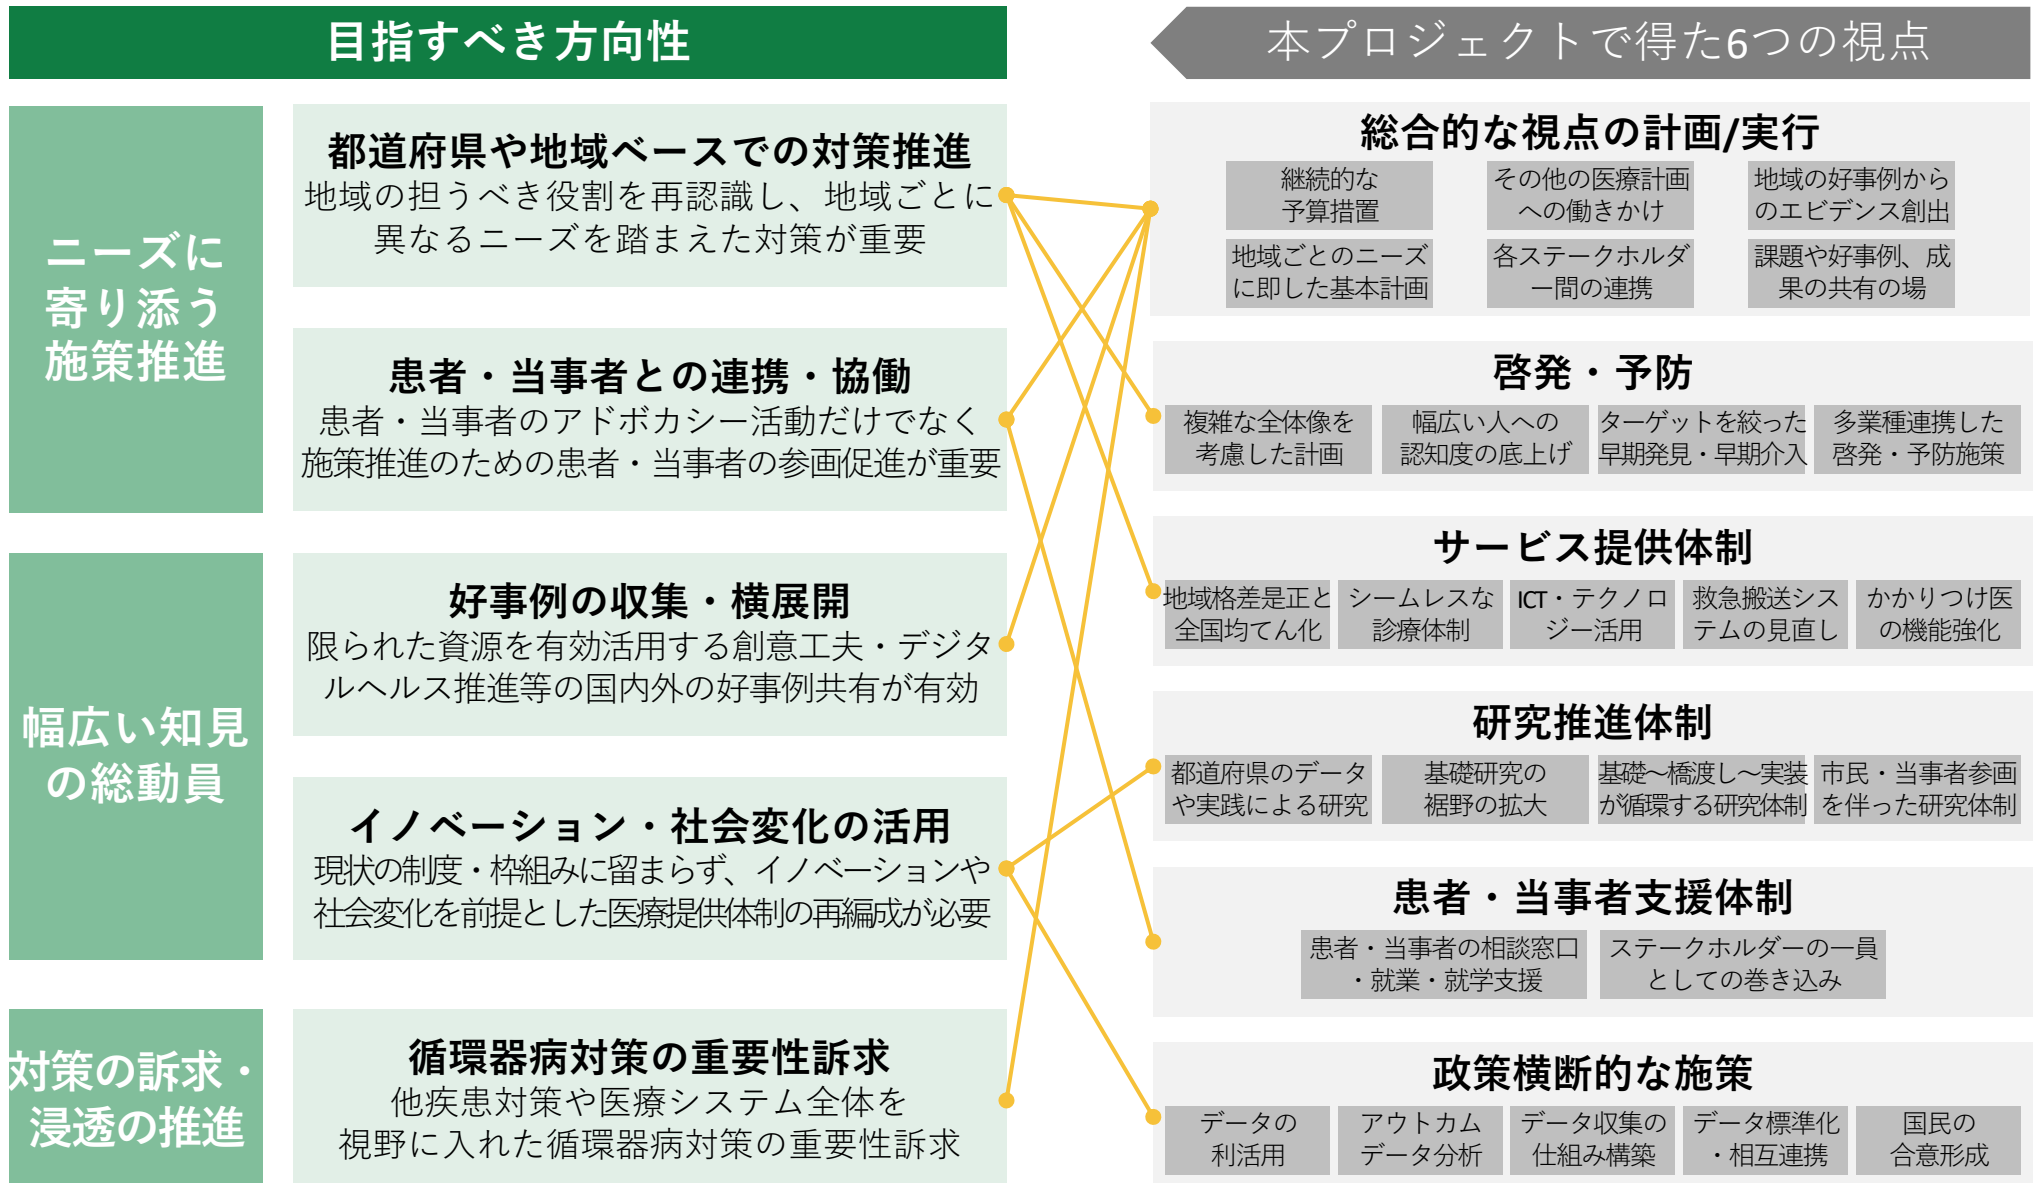 目指すべき方向性
ニーズに
寄り添う
施策推進
都道府県や地域ベースでの対策推進
地域の担うべき役割を再認識し、地域ごとに
異なるニーズを踏まえた対策が重要
患者・当事者との連携・協働
患者・当事者のアドボカシー活動だけでなく
施策推進のための患者・当事者の参画促進が重要
幅広い知見
の総動員
好事例の収集・横展開
限られた資源を有効活用する創意工夫・デジタ
ルヘルス推進等の国内外の好事例共有が有効
イノベーション・社会変化の活用
現状の制度・枠組みに留まらず、イノベーションや
社会変化を前提とした医療提供体制の再編成が必要
対策の訴求・
浸透の推進
循環器病対策の重要性訴求
他疾患対策や医療システム全体を
視野に入れた循環器病対策の重要性訴求
本プロジェクトで得た6つの視点
総合的な視点の計画/実行
継続的な
予算措置
その他の医療計画
への働きかけ
地域の好事例から
のエビデンス創出
地域ごとのニーズ
に即した基本計画
各ステークホルダ
ー間の連携
課題や好事例、成
果の共有の場
啓発・予防
複雑な全体像を
考慮した計画
幅広い人への
認知度の底上げ
ターゲットを絞った
早期発見・早期介入
多業種連携した
啓発・予防施策
サービス提供体制
地域格差是正と
全国均てん化
シームレスな
診療体制
ICT・テクノロ
ジー活用
救急搬送シス
テムの見直し
かかりつけ医
の機能強化
研究推進体制
都道府県のデータ
や実践による研究
基礎研究の
裾野の拡大
基礎～橋渡し～実装
が循環する研究体制
市民・当事者参画
を伴った研究体制
患者・当事者支援体制
患者・当事者の相談窓口
・就業・就学支援
ステークホルダーの一員
としての巻き込み
政策横断的な施策
データの
利活用
アウトカム
データ分析
データ収集の
仕組み構築
データ標準化
・相互連携
国民の
合意形成